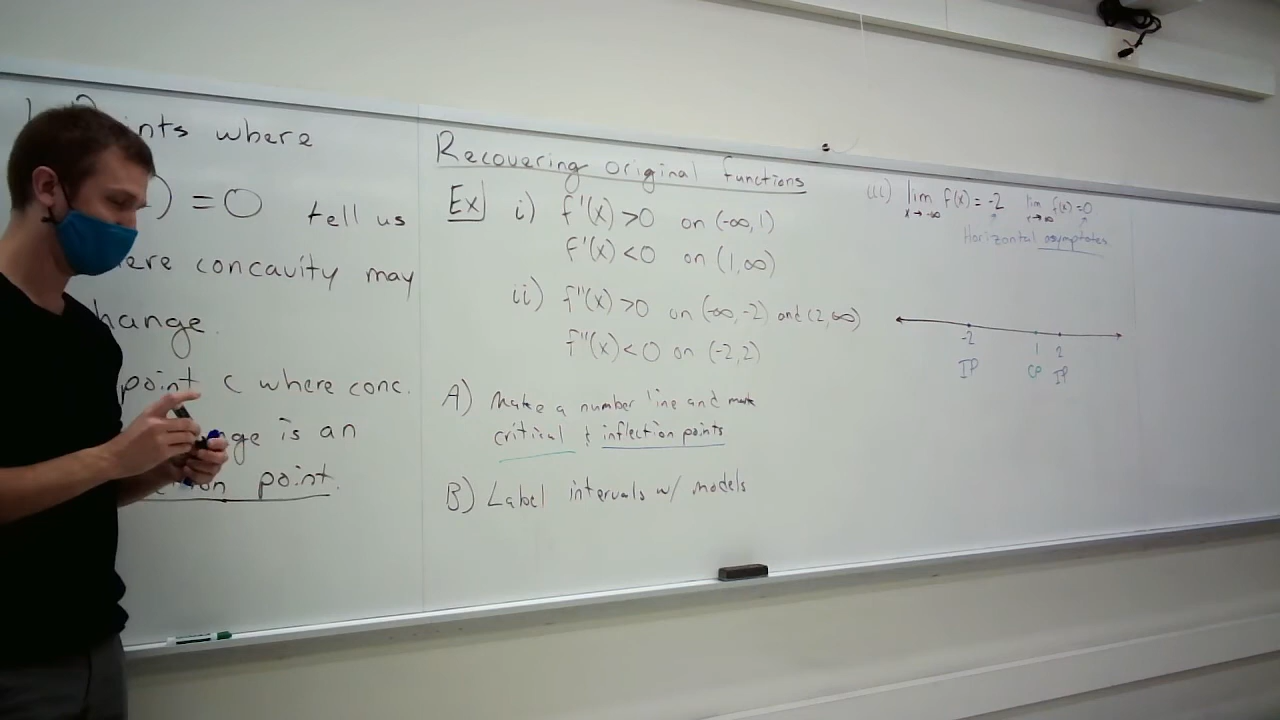 ints where
) = 0 tell us
ere concavity may
hange.
point c where conc.
nge is an
ion point.
Recovering original functions
Ex i) f'(x) > 0 on (-∞, 1)
f'(x) < 0 on (1, ∞)
ii) f''(x) > 0 on (-∞, -2) and (2, ∞)
f''(x) < 0 on (-2, 2)
A) Make a number line and mark
critical & inflection points
B) Label intervals w/ models
iii) lim x→-∞ f(x) = -2 lim x→∞ f(x) = 0
Horizontal asymptotes
-2 1 2
IP CP IP